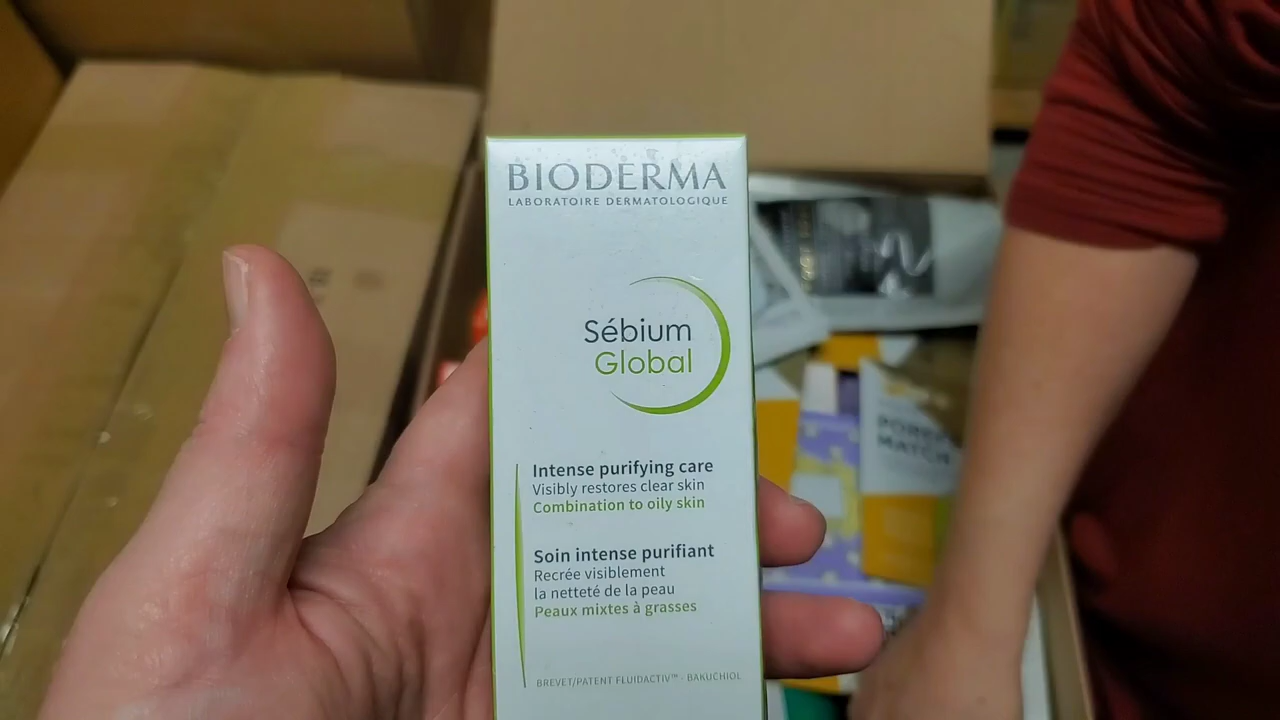 BIODERMA
LABORATOIRE DERMATOLOGIQUE
Sébium
Global
Intense purifying care
Visibly restores clear skin
Combination to oily skin
Soin intense purifiant
Recrée visiblement
la netteté de la peau
Peaux mixtes à grasses
BREVET/PATENT FLUIDACTIV™ - BAKUCHIOL
MATCH